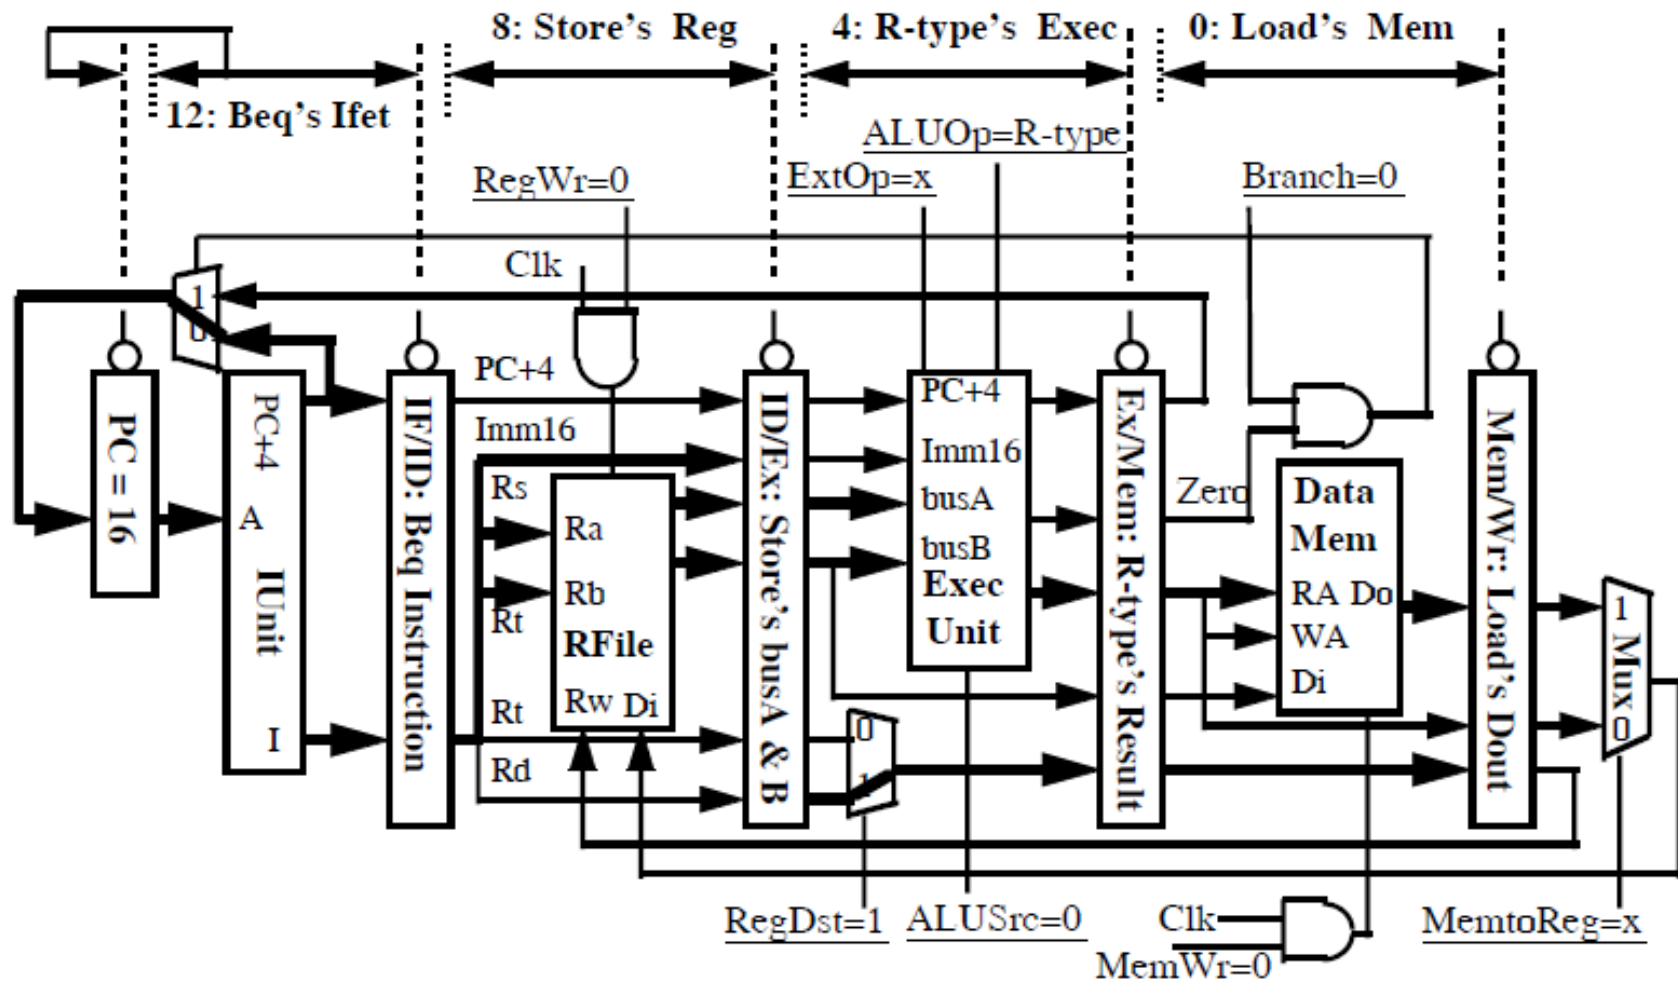 8: Store's Reg
4: R-type's Exec
0: Load's Mem
12: Beq's Ifet
ALUOp=R-type
RegWr=0
ExtOp=x
Branch=0
Clk
1
0
PC+4
Imm16
Rs
Rt
Rt
Rd
PC = 16
PC+4
A
IUnit
I
IF/ID: Beq Instruction
Ra
Rb
RFile
Rw Di
ID/Ex: Store's busA & B
PC+4
Imm16
busA
busB
Exec
Unit
0
1
Ex/Mem: R-type's Result
Zero
Data
Mem
RA Do
WA
Di
Mem/Wr: Load's Dout
1
Mux
0
RegDst=1
ALUSrc=0
Clk
MemWr=0
MemtoReg=x